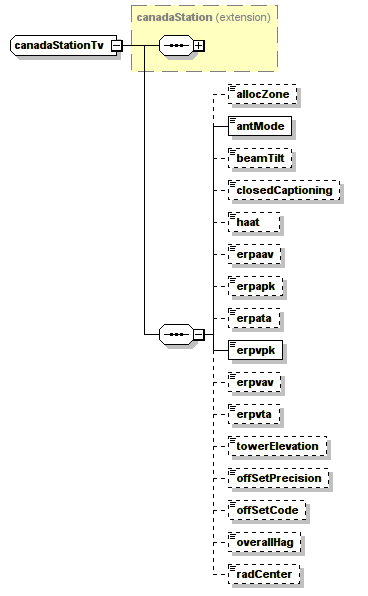 canadaStation (extension)
canadaStationTv
allocZone
antMode
beamTilt
closedCaptioning
haat
erpaav
erpapk
erpata
erpvpk
erpvav
erpvta
towerElevation
offSetPrecision
offSetCode
overallHag
radCenter